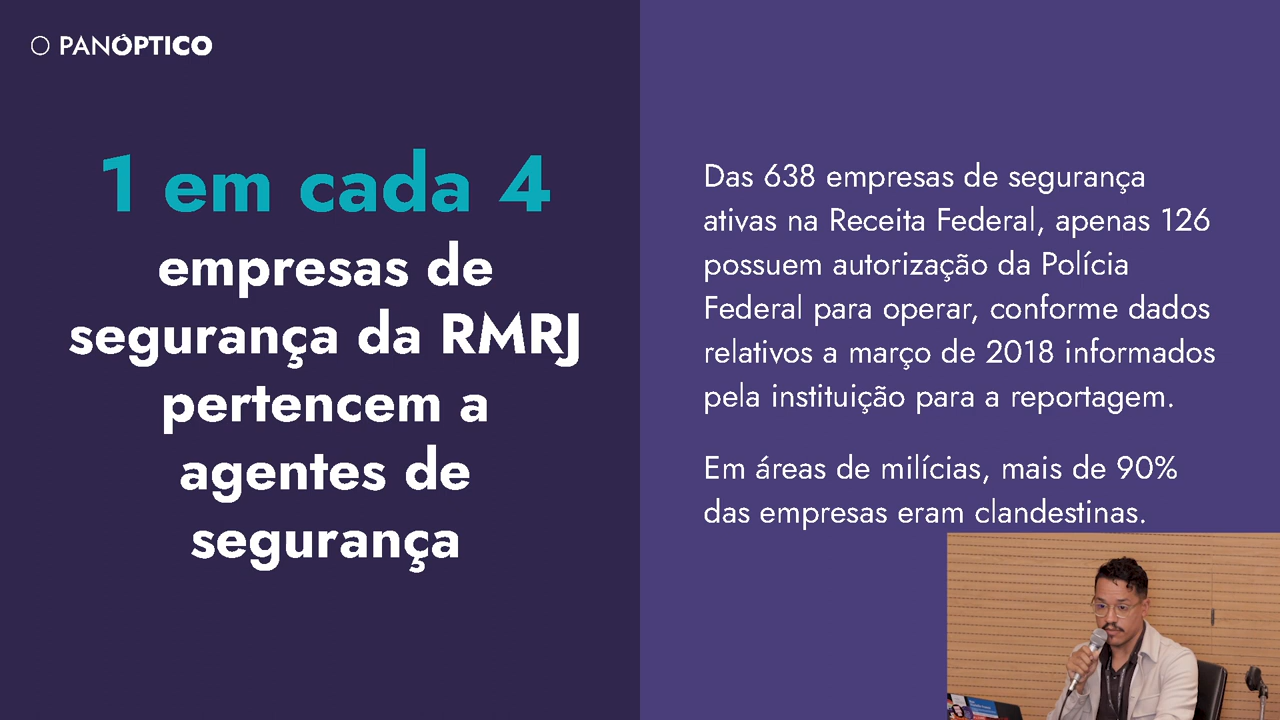 O PANÓPTICO
1 em cada 4
empresas de
segurança da RMRJ
pertencem a
agentes de
segurança
Das 638 empresas de segurança
ativas na Receita Federal, apenas 126
possuem autorização da Polícia
Federal para operar, conforme dados
relativos a março de 2018 informados
pela instituição para a reportagem.
Em áreas de milícias, mais de 90%
das empresas eram clandestinas.